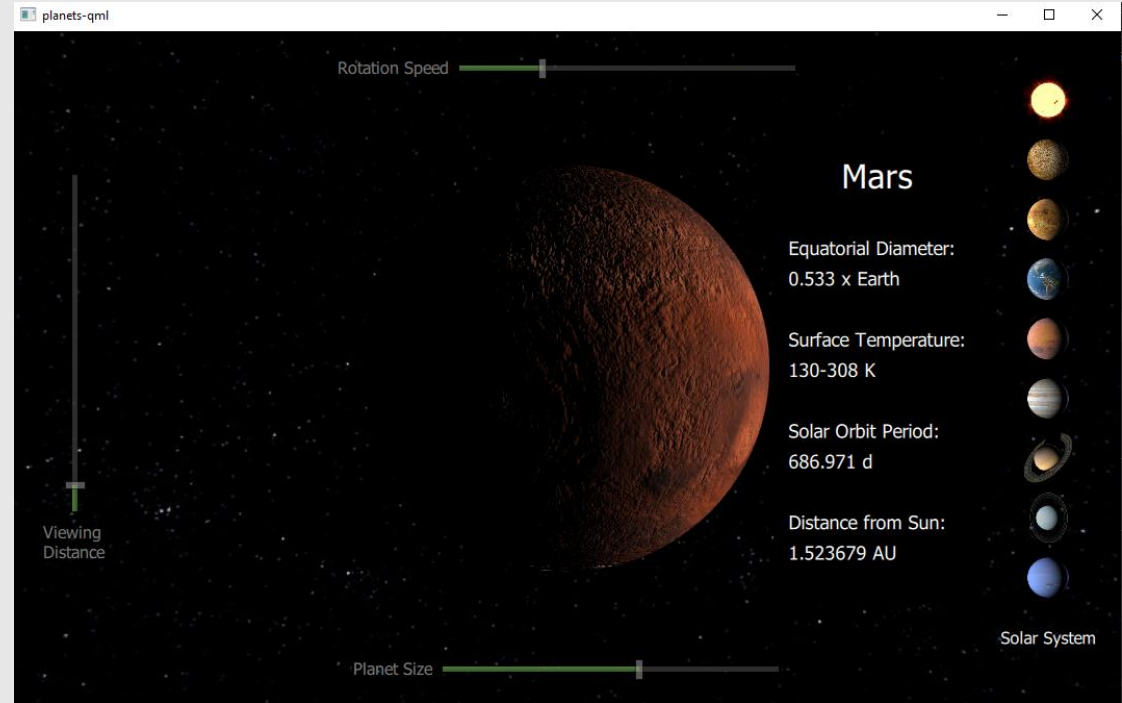 planets-qml
Rotation Speed
Mars
Equatorial Diameter:
0.533 x Earth
Surface Temperature:
130-308 K
Solar Orbit Period:
686.971 d
Distance from Sun:
1.523679 AU
Viewing
Distance
Solar System
Planet Size